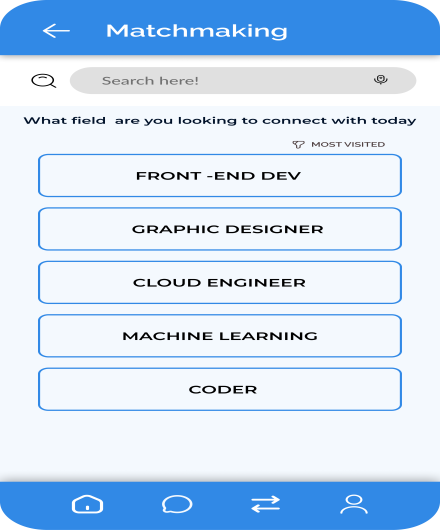 Matchmaking
Search here!
What field are you looking to connect with today
MOST VISITED
FRONT -END DEV
GRAPHIC DESIGNER
CLOUD ENGINEER
MACHINE LEARNING
CODER